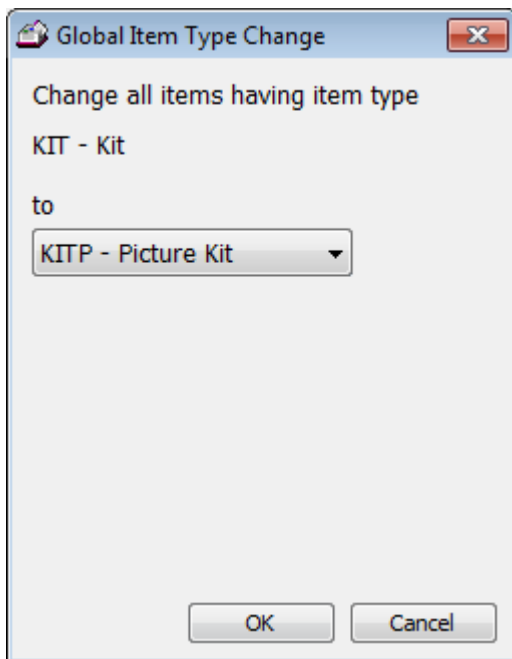 Global Item Type Change
Change all items having item type
KIT - Kit
to
KITP - Picture Kit
OK Cancel